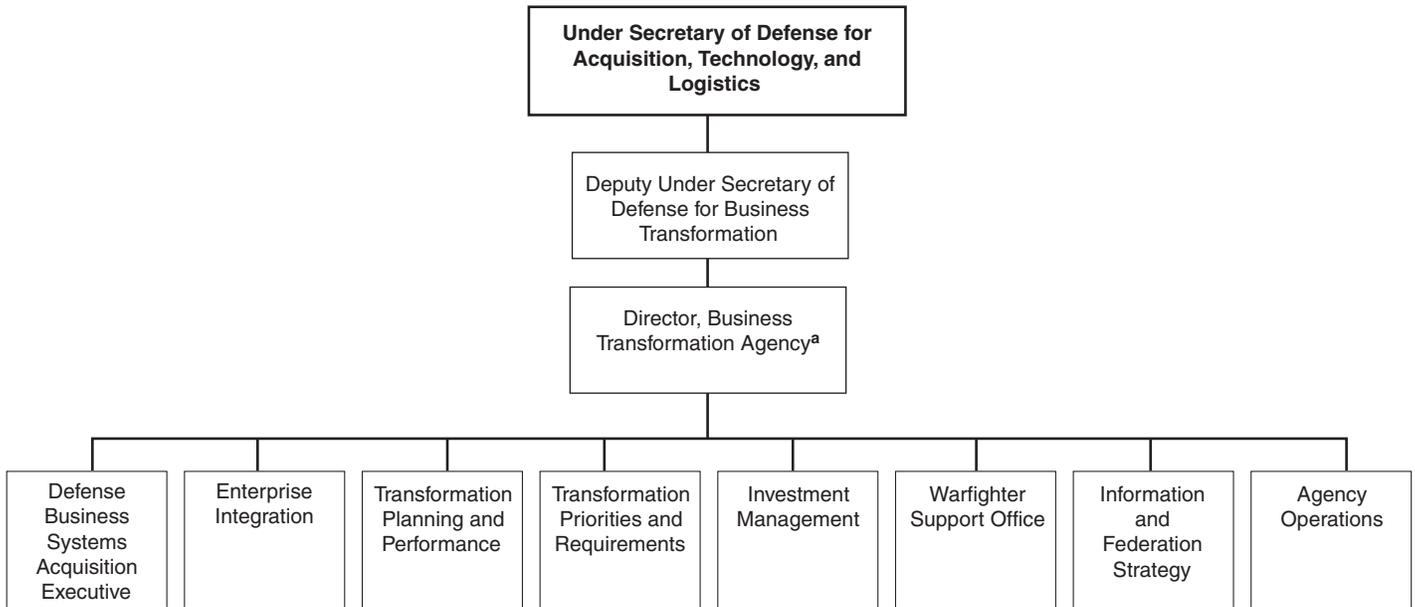 Under Secretary of Defense for
Acquisition, Technology, and
Logistics
Deputy Under Secretary of
Defense for Business
Transformation
Director, Business
Transformation Agencya
Defense
Business
Systems
Acquisition
Executive
Enterprise
Integration
Transformation
Planning and
Performance
Transformation
Priorities and
Requirements
Investment
Management
Warfighter
Support Office
Information
and
Federation
Strategy
Agency
Operations